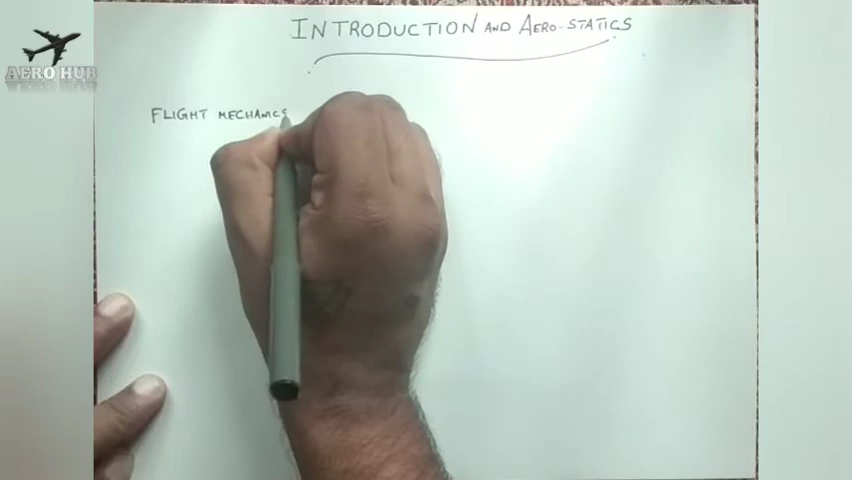 INTRODUCTION AND AERO-STATICS
AERO HUB
FLIGHT MECHANICS